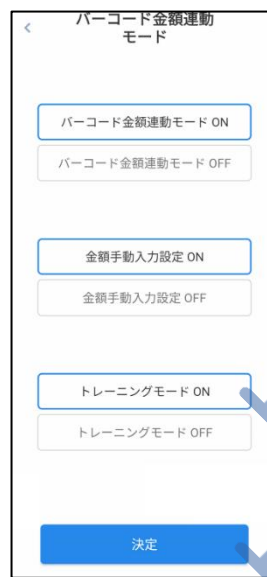 バーコード金額連動
モード
バーコード金額連動モード ON
バーコード金額連動モード OFF
金額手動入力設定 ON
金額手動入力設定 OFF
トレーニングモード ON
トレーニングモード OFF
決定